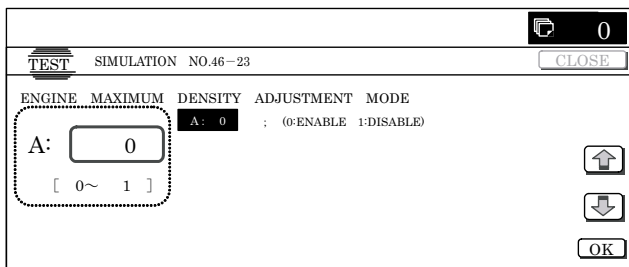 0
TEST SIMULATION NO.46-23 CLOSE
ENGINE MAXIMUM DENSITY ADJUSTMENT MODE
A: 0 ; (0:ENABLE 1:DISABLE)
A: 0
[ 0～ 1 ]
OK